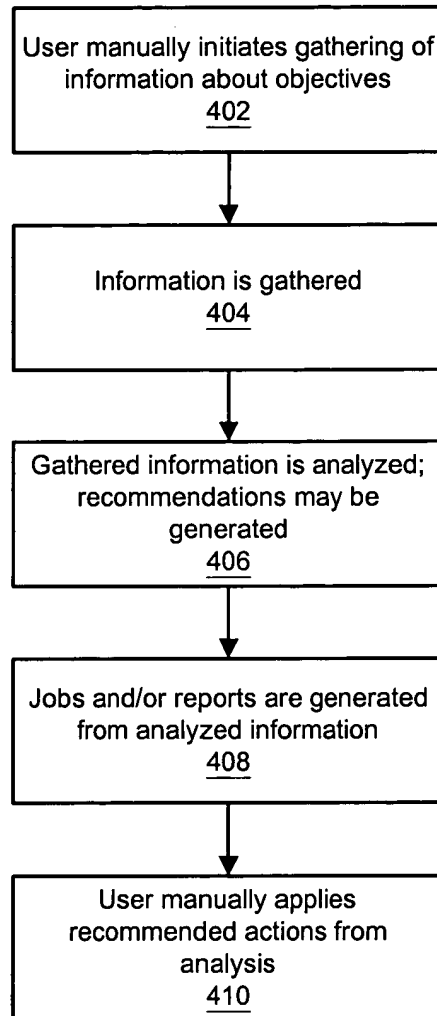 User manually initiates gathering of
information about objectives
402
Information is gathered
404
Gathered information is analyzed;
recommendations may be
generated
406
Jobs and/or reports are generated
from analyzed information
408
User manually applies
recommended actions from
analysis
410